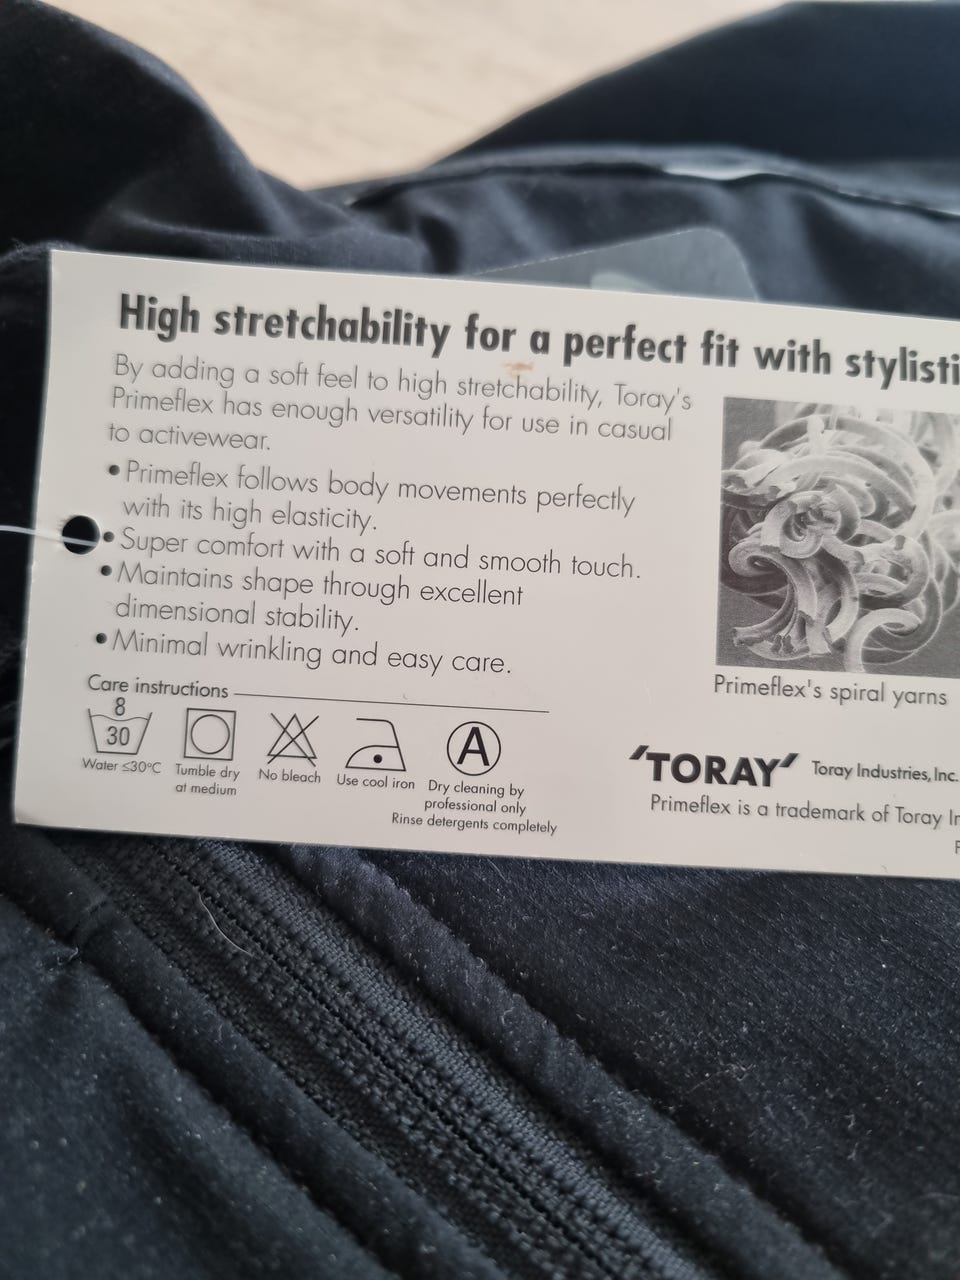 High stretchability for a perfect fit with
By adding a soft feel to high stretchability, Toray's
Primeflex has enough versatility for use in casual
to activewear.
• Primeflex follows body movements perfectly
with its high elasticity.
• Super comfort with a soft and smooth touch.
• Maintains shape through excellent
dimensional stability.
• Minimal wrinkling and easy care.
Primeflex's spiral yarns
Care instructions
8
30
Water ≤30°C
Tumble dry
at medium
No bleach
Use cool iron
A
Dry cleaning by
professional only
Rinse detergents completely
'TORAY' Toray Industries, Inc.
Primeflex is a trademark of Toray